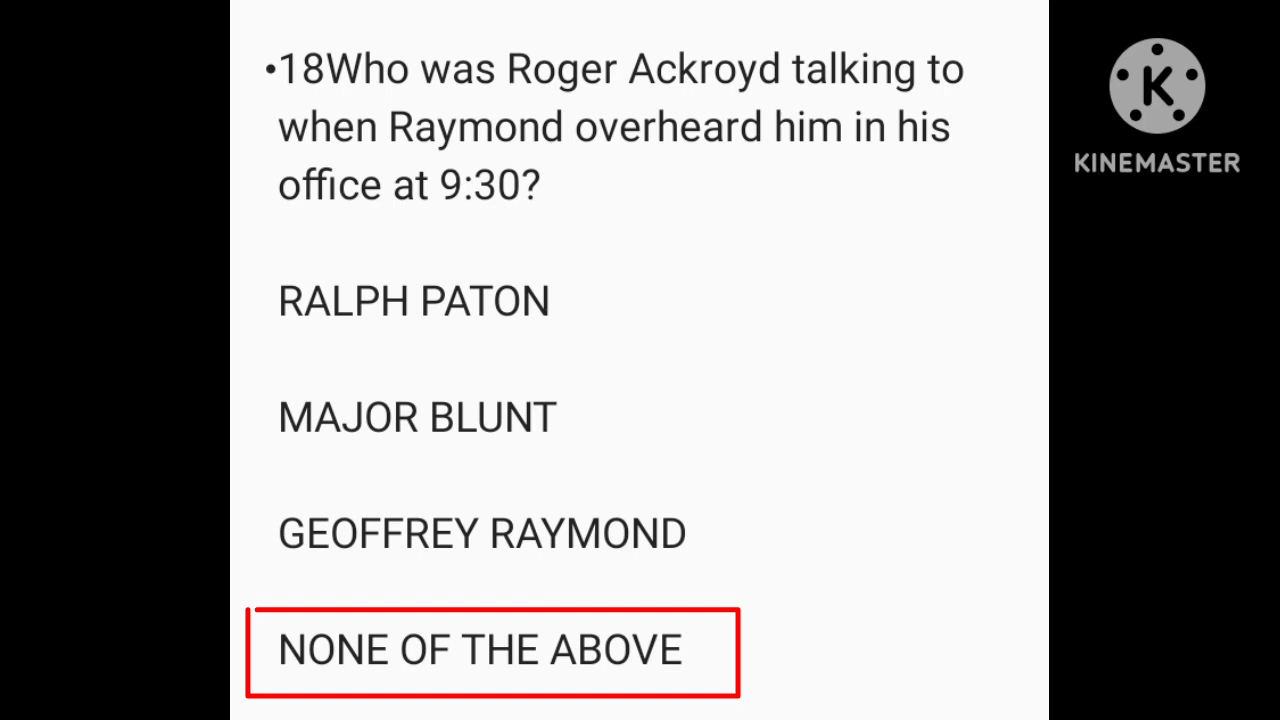 •18Who was Roger Ackroyd talking to
when Raymond overheard him in his
office at 9:30?
RALPH PATON
MAJOR BLUNT
GEOFFREY RAYMOND
NONE OF THE ABOVE
K
KINEMASTER